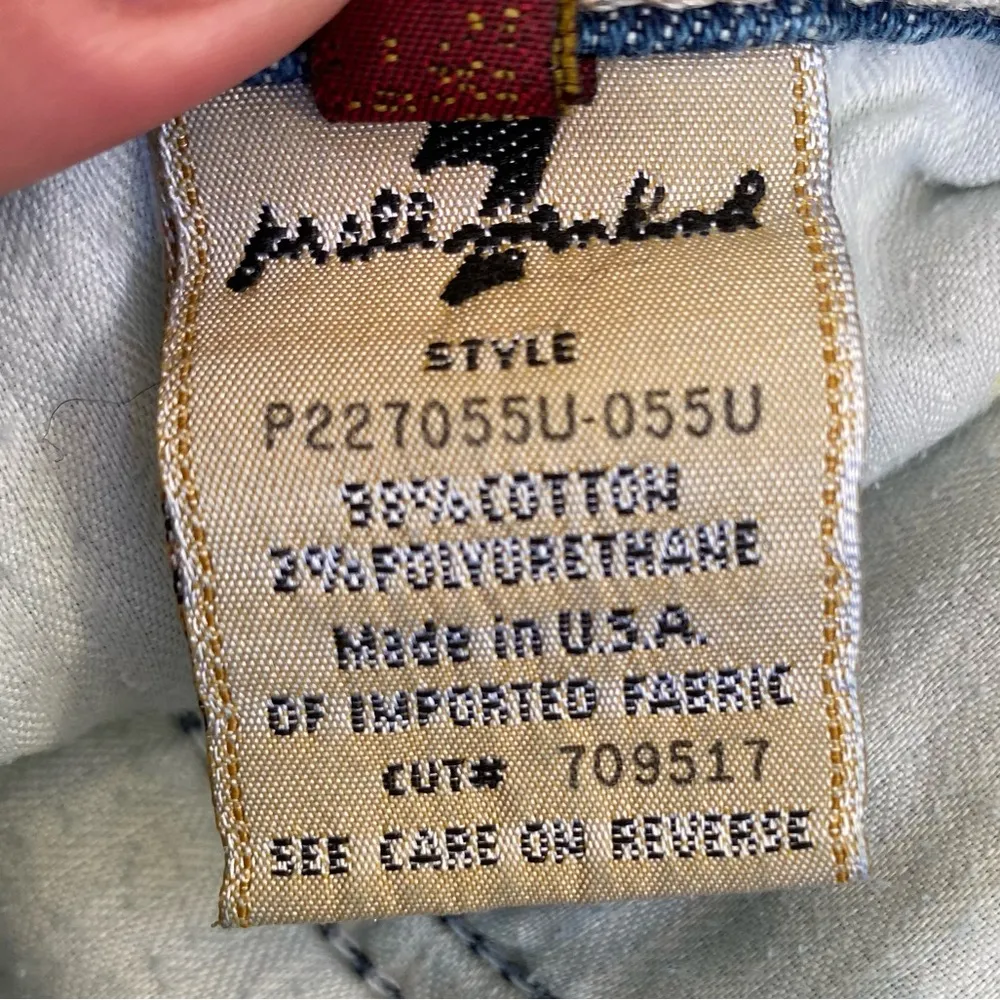 7
for all mankind
STYLE
P227055U-055U
98% COTTON
2% POLYURETHANE
Made in U.S.A.
OF IMPORTED FABRIC
CUT# 709517
SEE CARE ON REVERSE